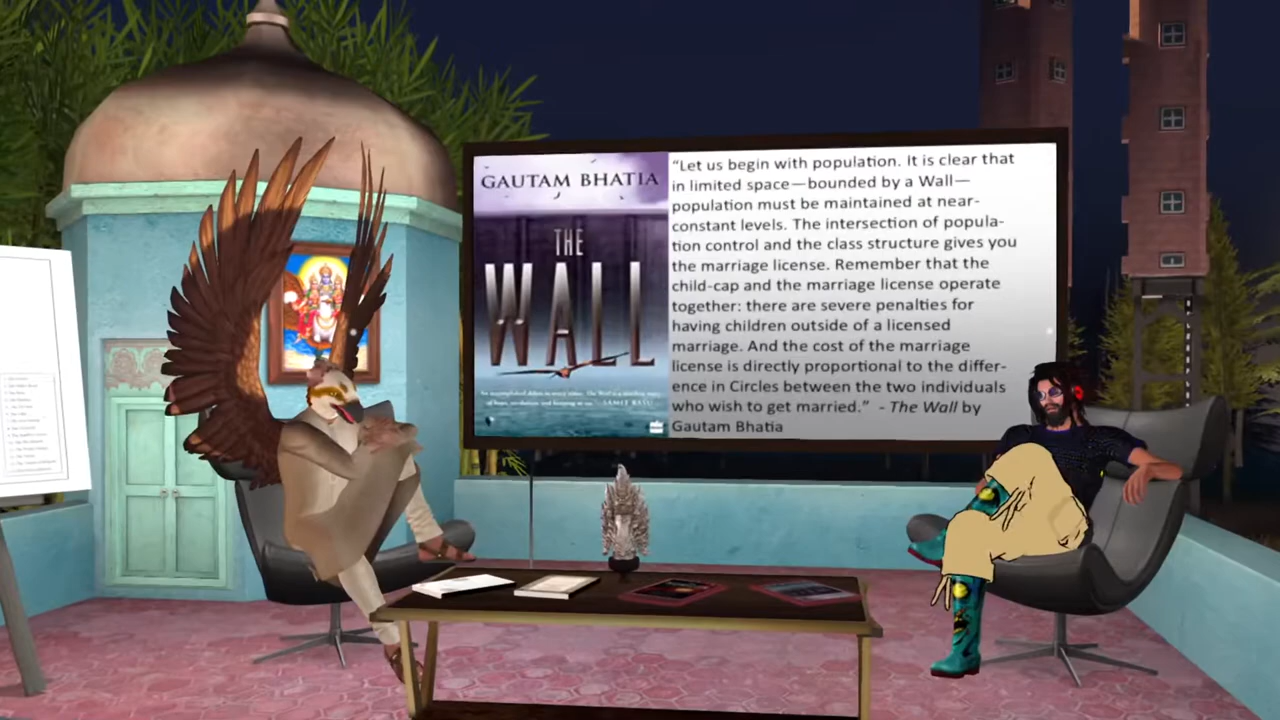 GAUTAM BHATIA
THE
WALL
"Let us begin with population. It is clear that
in limited space—bounded by a Wall—
population must be maintained at near-
constant levels. The intersection of popula-
tion control and the class structure gives you
the marriage license. Remember that the
child-cap and the marriage license operate
together: there are severe penalties for
having children outside of a licensed
marriage. And the cost of the marriage
license is directly proportional to the differ-
ence in Circles between the two individuals
who wish to get married." - The Wall by
Gautam Bhatia